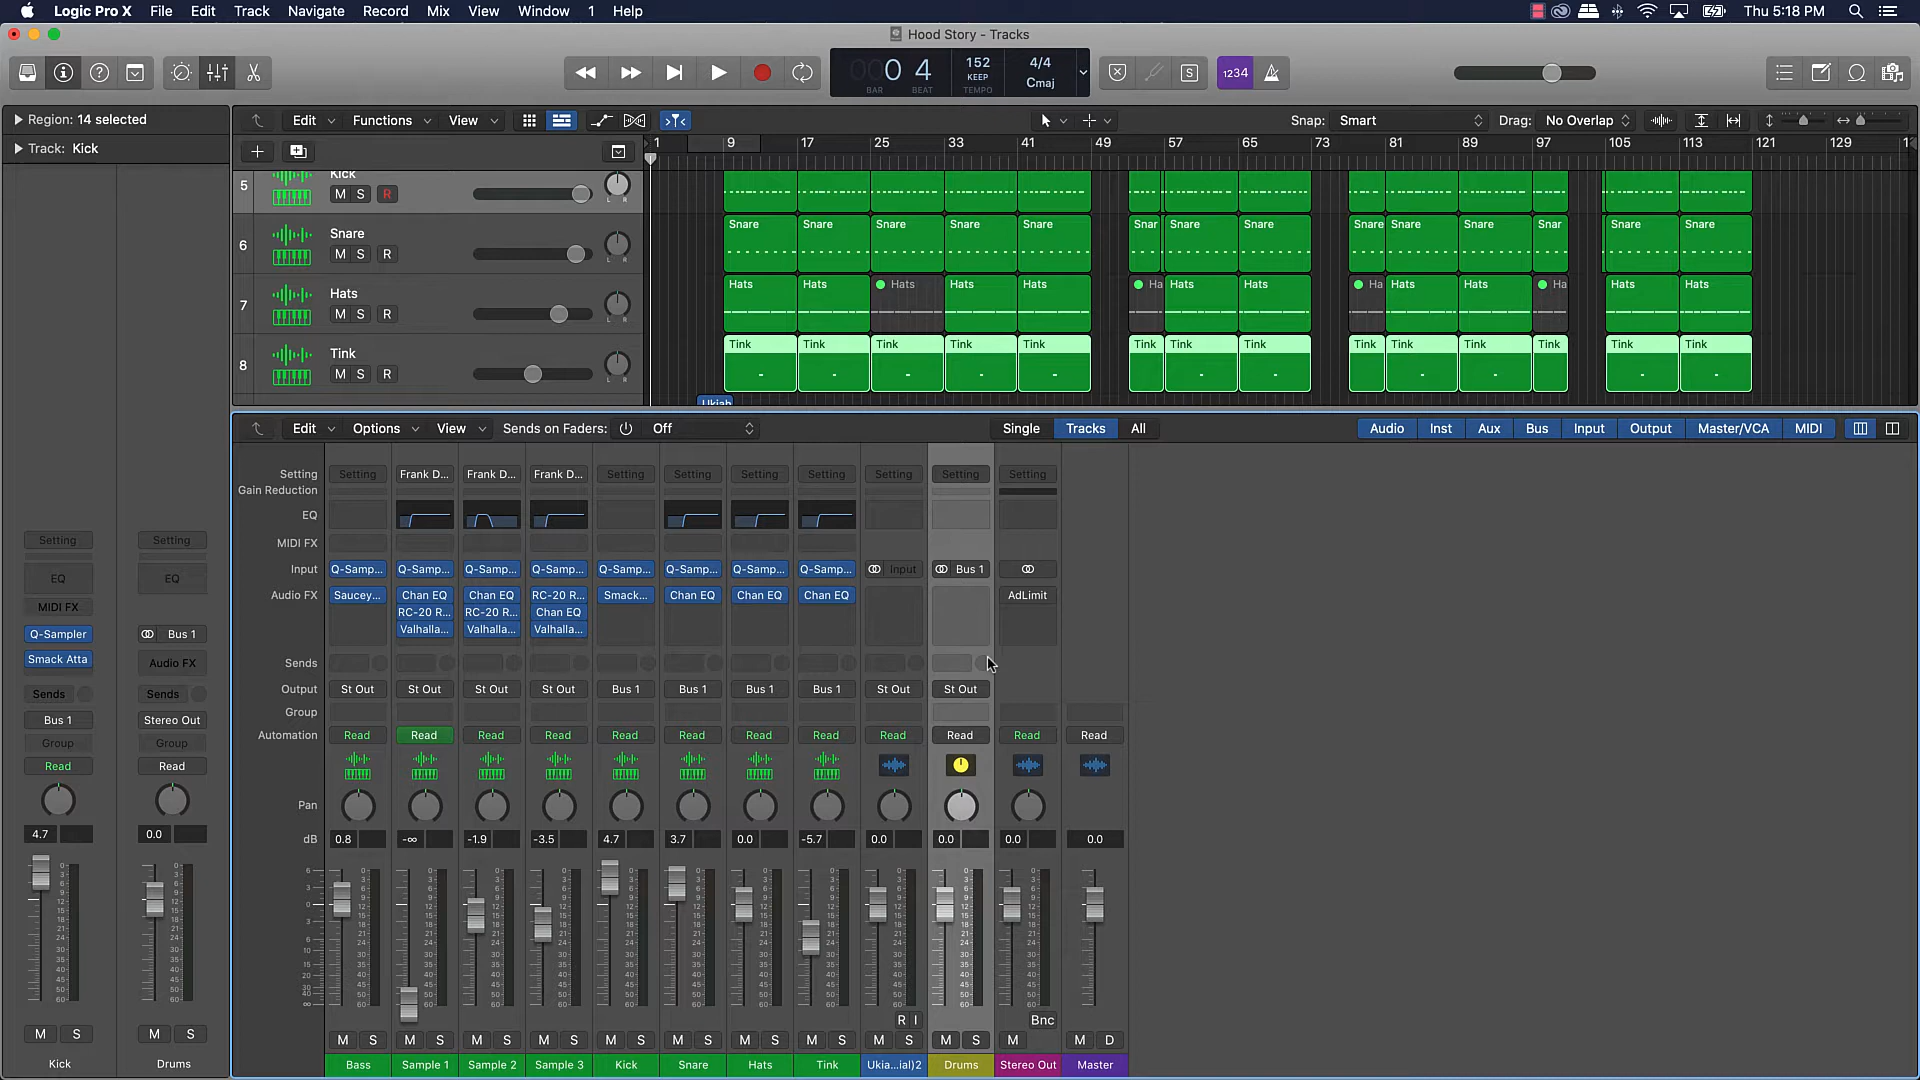 Logic Pro X File Edit Track Navigate Record Mix View Window 1 Help Thu 5:18 PM
Hood Story - Tracks
0 4 152 KEEP 4/4 Cmaj
BAR BEAT TEMPO
S 1234
Region: 14 selected
Track: Kick
Edit Functions View Snap: Smart Drag: No Overlap
1 9 17 25 33 41 49 57 65 73 81 89 97 105 113 121 129
5 Kick M S R
6 Snare M S R
Snare Snare Snare Snare Snare Snar Snare Snare Snare Snare Snare Snar Snare Snare
7 Hats M S R
Hats Hats Hats Hats Hats Ha Hats Hats Ha Hats Hats Ha Hats Hats
8 Tink M S R
Tink Tink Tink Tink Tink Tink Tink Tink Tink Tink Tink Tink Tink Tink
Edit Options View Sends on Faders: Off Single Tracks All Audio Inst Aux Bus Input Output Master/VCA MIDI
Setting Setting Frank D... Frank D... Frank D... Setting Setting Setting Setting Setting Setting Setting
Gain Reduction
EQ
MIDI FX
Input Q-Samp... Q-Samp... Q-Samp... Q-Samp... Q-Samp... Q-Samp... Q-Samp... Q-Samp... Input Bus 1
Audio FX Saucey... Chan EQ Chan EQ RC-20 R... Smack... Chan EQ Chan EQ Chan EQ AdLimit
RC-20 R... RC-20 R... Chan EQ
Valhalla... Valhalla... Valhalla...
Sends
Output St Out St Out St Out St Out Bus 1 Bus 1 Bus 1 Bus 1 St Out St Out
Group
Automation Read Read Read Read Read Read Read Read Read Read Read Read
Pan
dB 0.8 -∞ -1.9 -3.5 4.7 3.7 0.0 -5.7 0.0 0.0 0.0 0.0
R I Bnc
M S M S M S M S M S M S M S M S M S M S M M D
Bass Sample 1 Sample 2 Sample 3 Kick Snare Hats Tink Ukia...ial)2 Drums Stereo Out Master
Setting Setting
EQ EQ
MIDI FX
Q-Sampler Bus 1
Smack Atta Audio FX
Sends Sends
Bus 1 Stereo Out
Group Group
Read Read
4.7 0.0
M S M S
Kick Drums